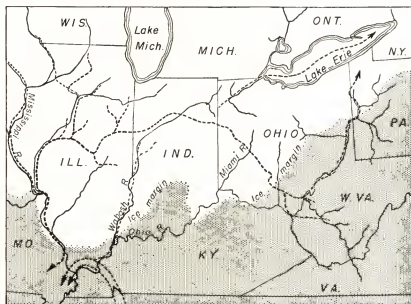 WIS.
Lake
Mich.
MICH.
ONT.
Lake Erie
N.Y.
Mississippi
R.
ILL.
IND.
OHIO
PA.
Miami R.
Wabash R.
Ice margin
Ice margin
Ohio R.
W. VA.
MO.
KY
VA.